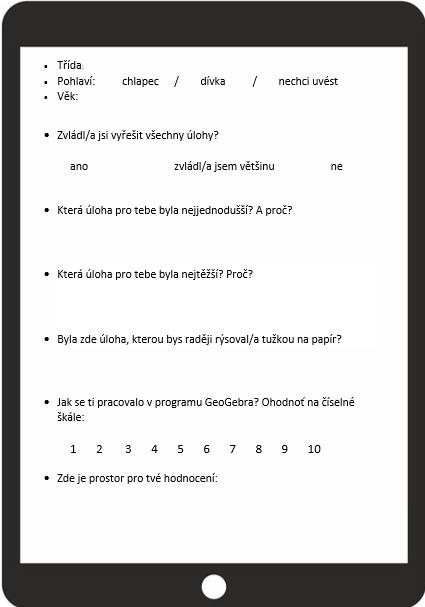 • Třída:
• Pohlaví: chlapec / dívka / nechci uvést
• Věk:
• Zvládl/a jsi vyřešit všechny úlohy?
ano zvládl/a jsem většinu ne
• Která úloha pro tebe byla nejjednodušší? A proč?
• Která úloha pro tebe byla nejtěžší? Proč?
• Byla zde úloha, kterou bys raději rýsoval/a tužkou na papír?
• Jak se ti pracovalo v programu GeoGebra? Ohodnoť na číselné
škále:
1 2 3 4 5 6 7 8 9 10
• Zde je prostor pro tvé hodnocení: